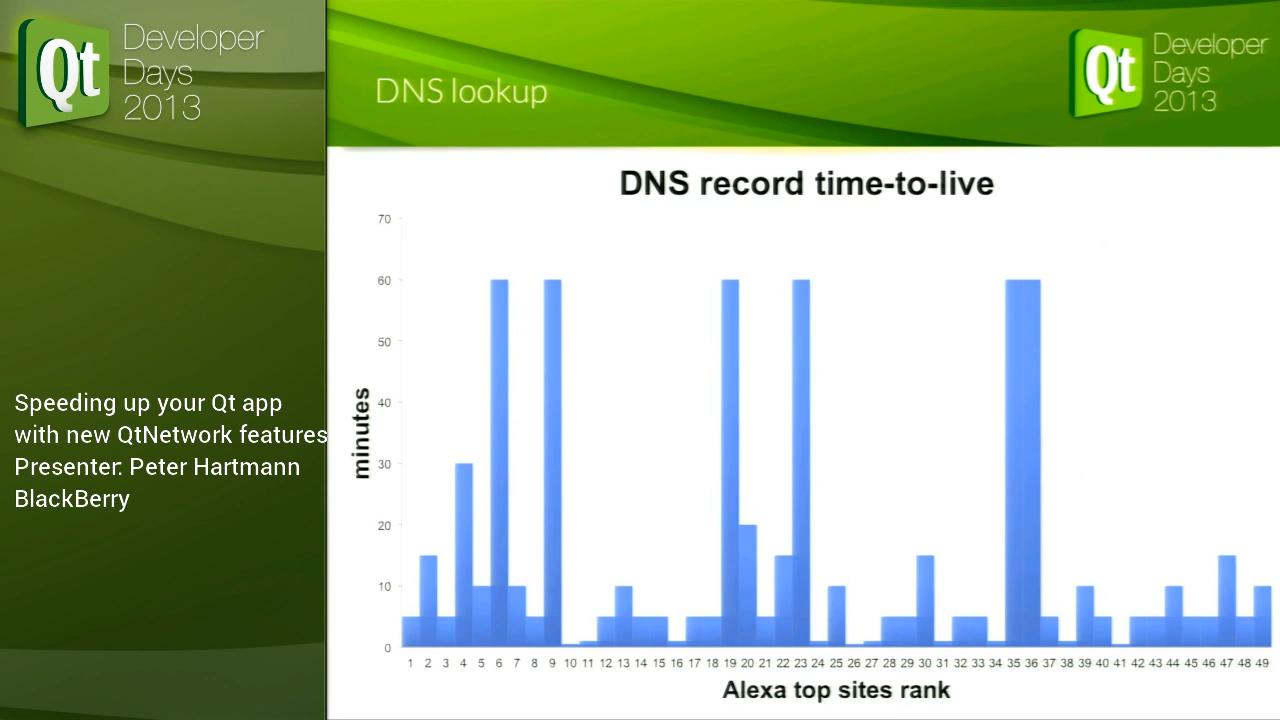 Qt Developer
Days
2013
DNS lookup
Qt Developer
Days
2013
Speeding up your Qt app
with new QtNetwork features
Presenter: Peter Hartmann
BlackBerry
DNS record time-to-live
70
60
50
40
30
20
10
0
minutes
1 2 3 4 5 6 7 8 9 10 11 12 13 14 15 16 17 18 19 20 21 22 23 24 25 26 27 28 29 30 31 32 33 34 35 36 37 38 39 40 41 42 43 44 45 46 47 48 49
Alexa top sites rank